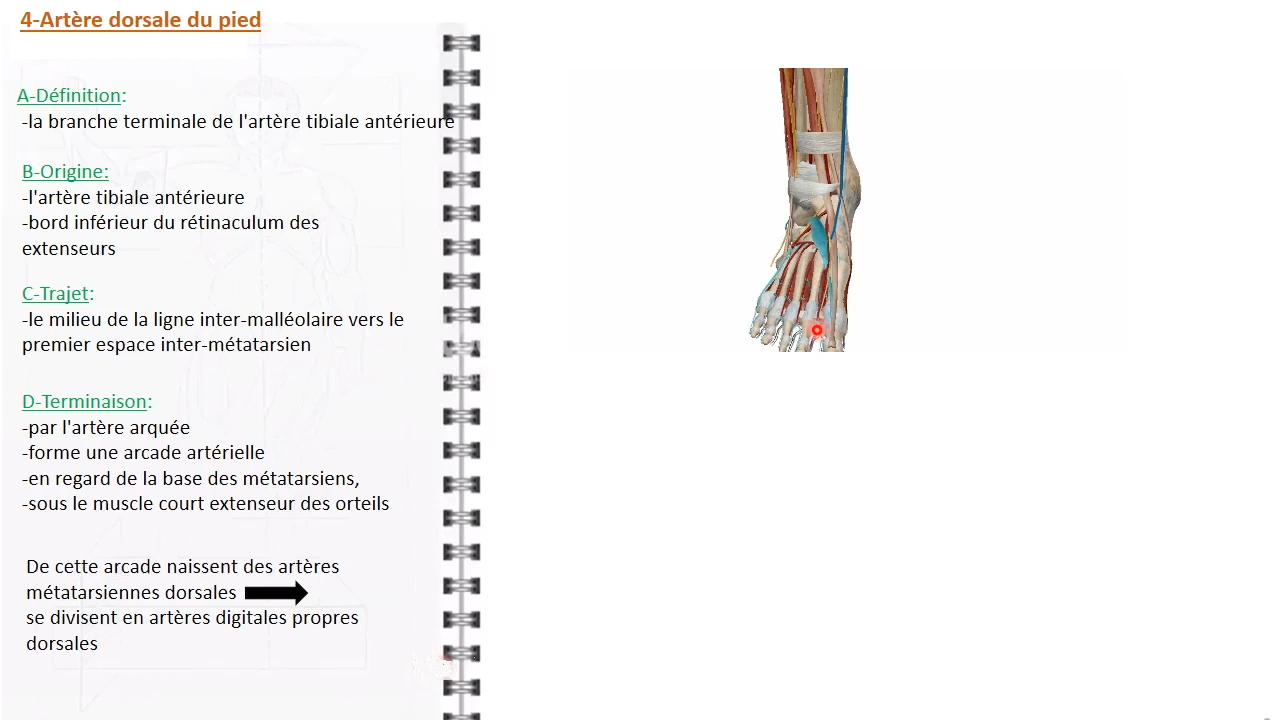 4-Artère dorsale du pied
A-Définition:
-la branche terminale de l'artère tibiale antérieure
B-Origine:
-l'artère tibiale antérieure
-bord inférieur du rétinaculum des
extenseurs
C-Trajet:
-le milieu de la ligne inter-malléolaire vers le
premier espace inter-métatarsien
D-Terminaison:
-par l'artère arquée
-forme une arcade artérielle
-en regard de la base des métatarsiens,
-sous le muscle court extenseur des orteils
De cette arcade naissent des artères
métatarsiennes dorsales
se divisent en artères digitales propres
dorsales